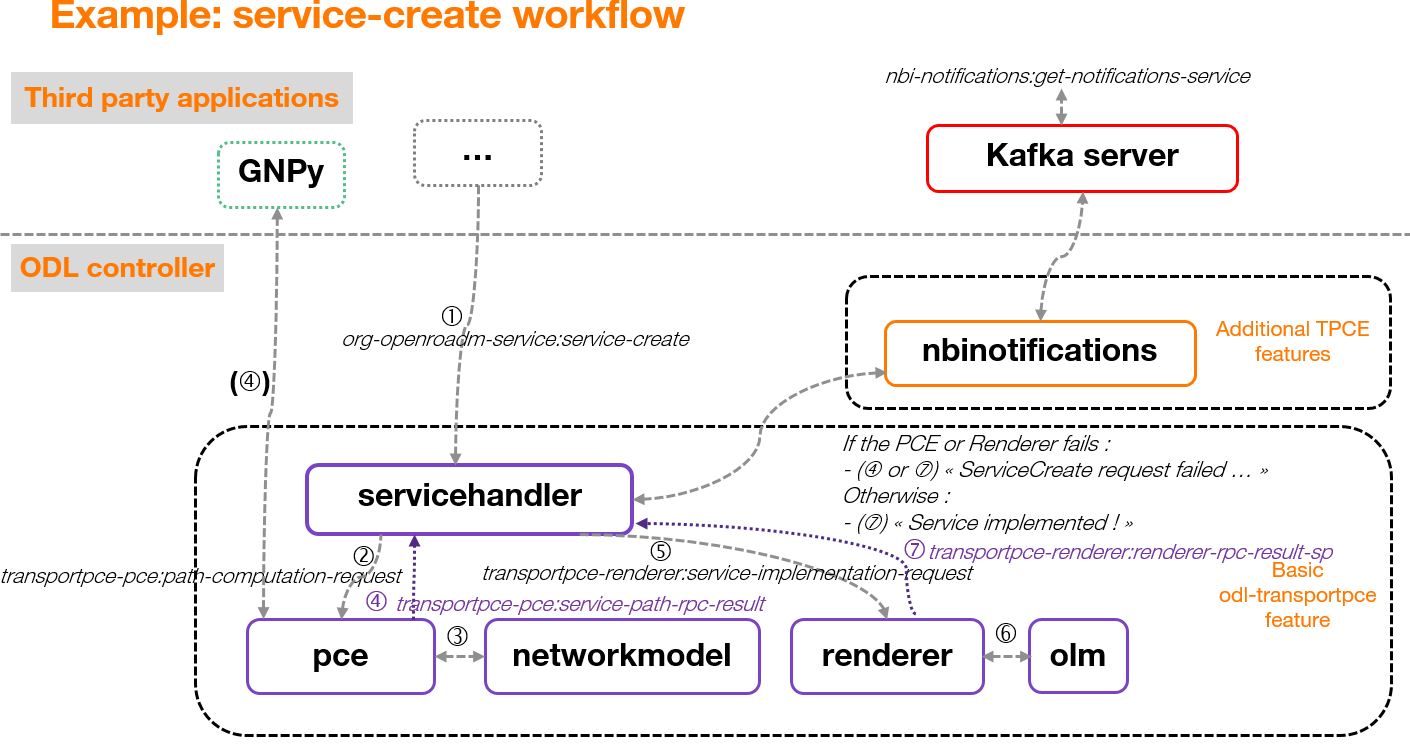 Example: service-create workflow
nbi-notifications:get-notifications-service
Third party applications
...
Kafka server
GNPy
ODL controller
①
org-openroadm-service:service-create
nbinotifications
Additional TPCE
features
(④)
If the PCE or Renderer fails :
- (④ or ⑦) « ServiceCreate request failed ... »
Otherwise :
- (⑦) « Service implemented ! »
servicehandler
②
⑤
⑦ transportpce-renderer:renderer-rpc-result-sp
transportpce-pce:path-computation-request
transportpce-renderer:service-implementation-request
Basic
odl-transportpce
feature
④ transportpce-pce:service-path-rpc-result
③
⑥
pce
networkmodel
renderer
olm